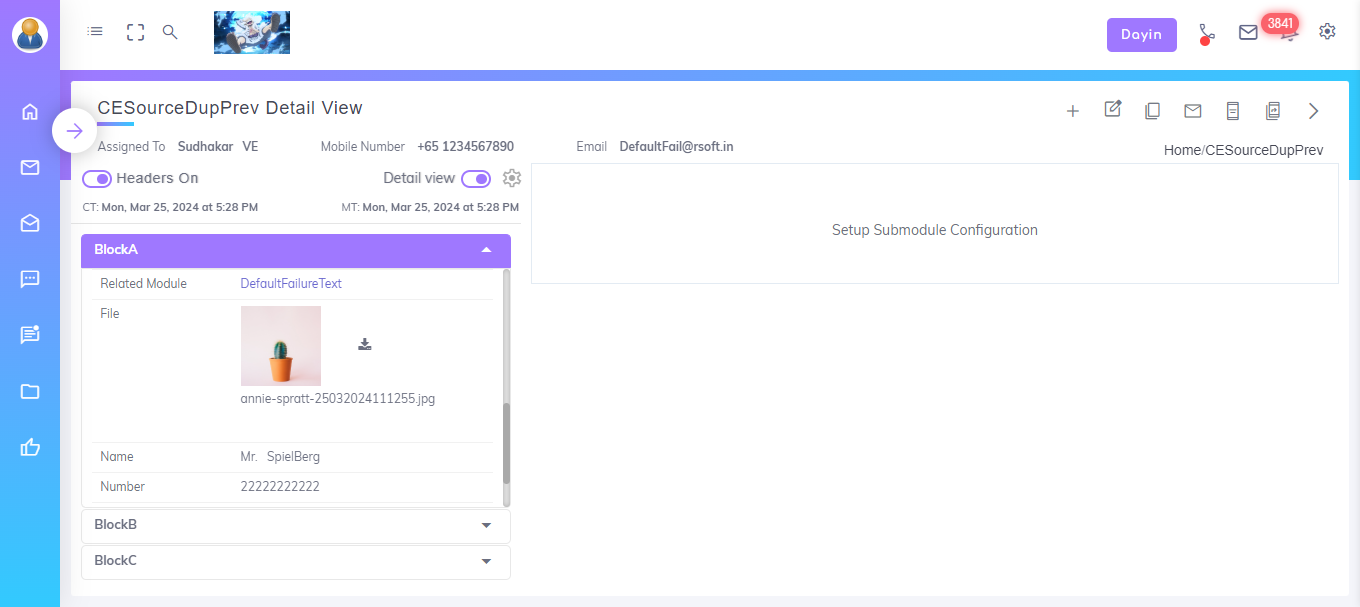 Dayin
3841
CESourceDupPrev Detail View
Assigned To Sudhakar VE Mobile Number +65 1234567890 Email DefaultFail@rsoft.in
Home/CESourceDupPrev
Headers On Detail view
CT: Mon, Mar 25, 2024 at 5:28 PM MT: Mon, Mar 25, 2024 at 5:28 PM
Setup Submodule Configuration
BlockA
Related Module DefaultFailureText
File
annie-spratt-25032024111255.jpg
Name Mr. SpielBerg
Number 22222222222
BlockB
BlockC